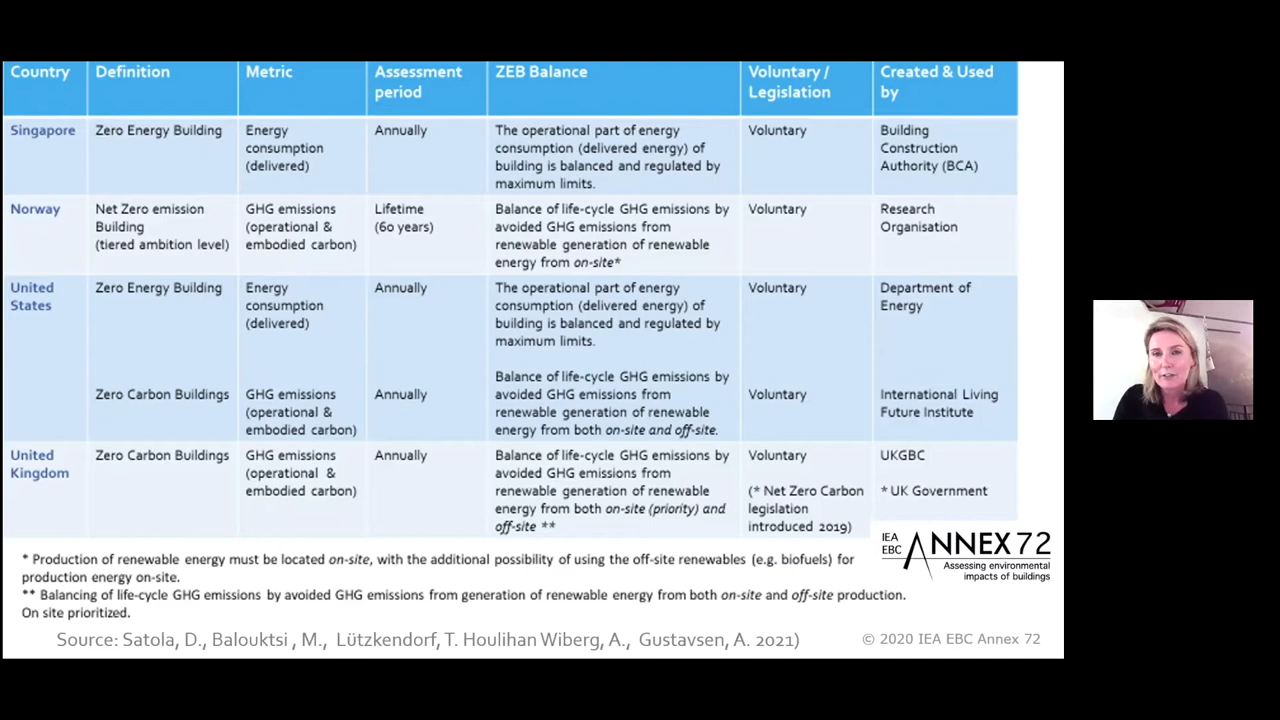 Country Definition Metric Assessment period ZEB Balance Voluntary / Legislation Created & Used by
Singapore
Zero Energy Building
Energy
consumption
(delivered)
Annually
The operational part of energy
consumption (delivered energy) of
building is balanced and regulated by
maximum limits.
Voluntary
Building
Construction
Authority (BCA)
Norway
Net Zero emission
Building
(tiered ambition level)
GHG emissions
(operational &
embodied carbon)
Lifetime
(60 years)
Balance of life-cycle GHG emissions by
avoided GHG emissions from
renewable generation of renewable
energy from on-site*
Voluntary
Research
Organisation
United
States
Zero Energy Building
Energy
consumption
(delivered)
Annually
The operational part of energy
consumption (delivered energy) of
building is balanced and regulated by
maximum limits.
Voluntary
Department of
Energy
Zero Carbon Buildings
GHG emissions
(operational &
embodied carbon)
Annually
Balance of life-cycle GHG emissions by
avoided GHG emissions from
renewable generation of renewable
energy from both on-site and off-site.
Voluntary
International Living
Future Institute
United
Kingdom
Zero Carbon Buildings
GHG emissions
(operational &
embodied carbon)
Annually
Balance of life-cycle GHG emissions by
avoided GHG emissions from
renewable generation of renewable
energy from both on-site (priority) and
off-site **
Voluntary
(* Net Zero Carbon
legislation
introduced 2019)
UKGBC
* UK Government
IEA
EBC
ANNEX 72
Assessing environmental
impacts of buildings
* Production of renewable energy must be located on-site, with the additional possibility of using the off-site renewables (e.g. biofuels) for
production energy on-site.
** Balancing of life-cycle GHG emissions by avoided GHG emissions from generation of renewable energy from both on-site and off-site production.
On site prioritized.
Source: Satola, D., Balouktsi , M., Lützkendorf, T. Houlihan Wiberg, A., Gustavsen, A. 2021)
© 2020 IEA EBC Annex 72